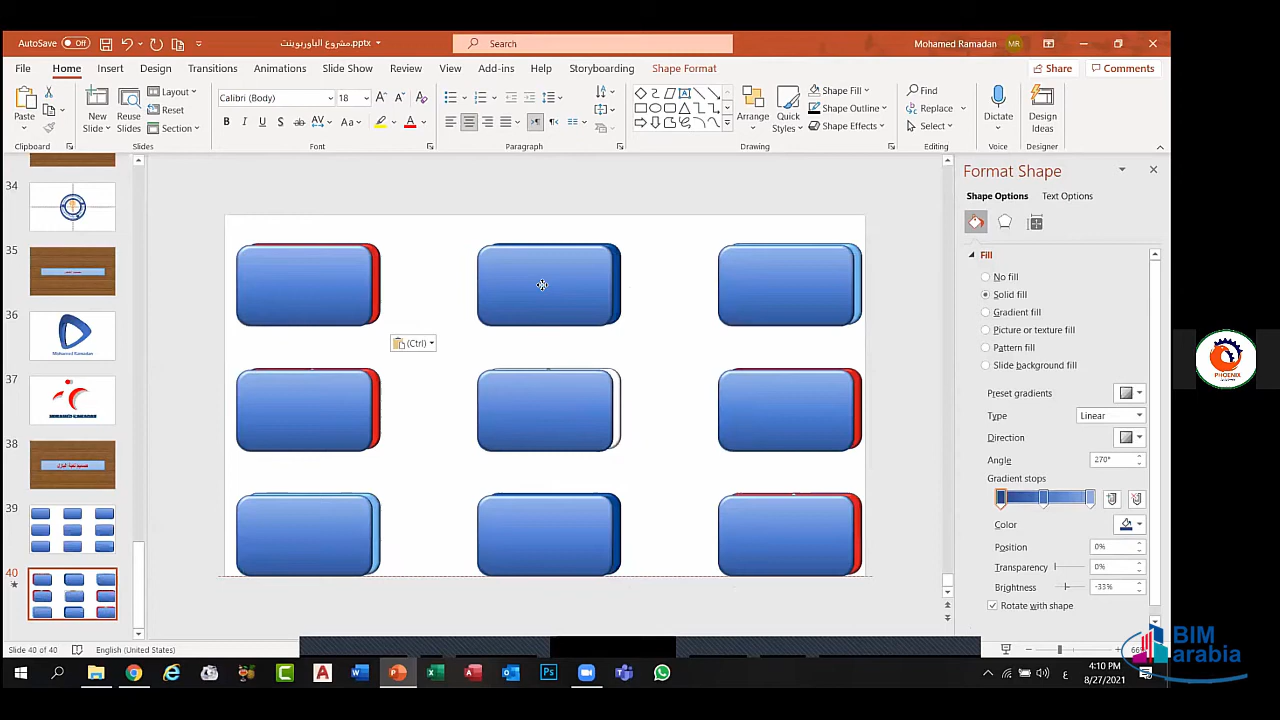 AutoSave Off
مشروع الباوربوينت.pptx
Search
Mohamed Ramadan MR
File Home Insert Design Transitions Animations Slide Show Review View Add-ins Help Storyboarding Shape Format
Share Comments
Paste
New Slide
Reuse Slides
Layout
Reset
Section
Calibri (Body) 18
Arrange
Quick Styles
Shape Fill
Shape Outline
Shape Effects
Find
Replace
Select
Dictate
Design Ideas
Clipboard Slides Font Paragraph Drawing Editing Voice Designer
34
35
36
Mohamed Ramadan
37
38
39
40
(Ctrl)
Format Shape
Shape Options Text Options
Fill
No fill
Solid fill
Gradient fill
Picture or texture fill
Pattern fill
Slide background fill
Preset gradients
Type Linear
Direction
Angle 270°
Gradient stops
Color
Position 0%
Transparency 0%
Brightness -33%
Rotate with shape
PHOENIX
Slide 40 of 40 English (United States)
BIM
arabia
4:10 PM
8/27/2021